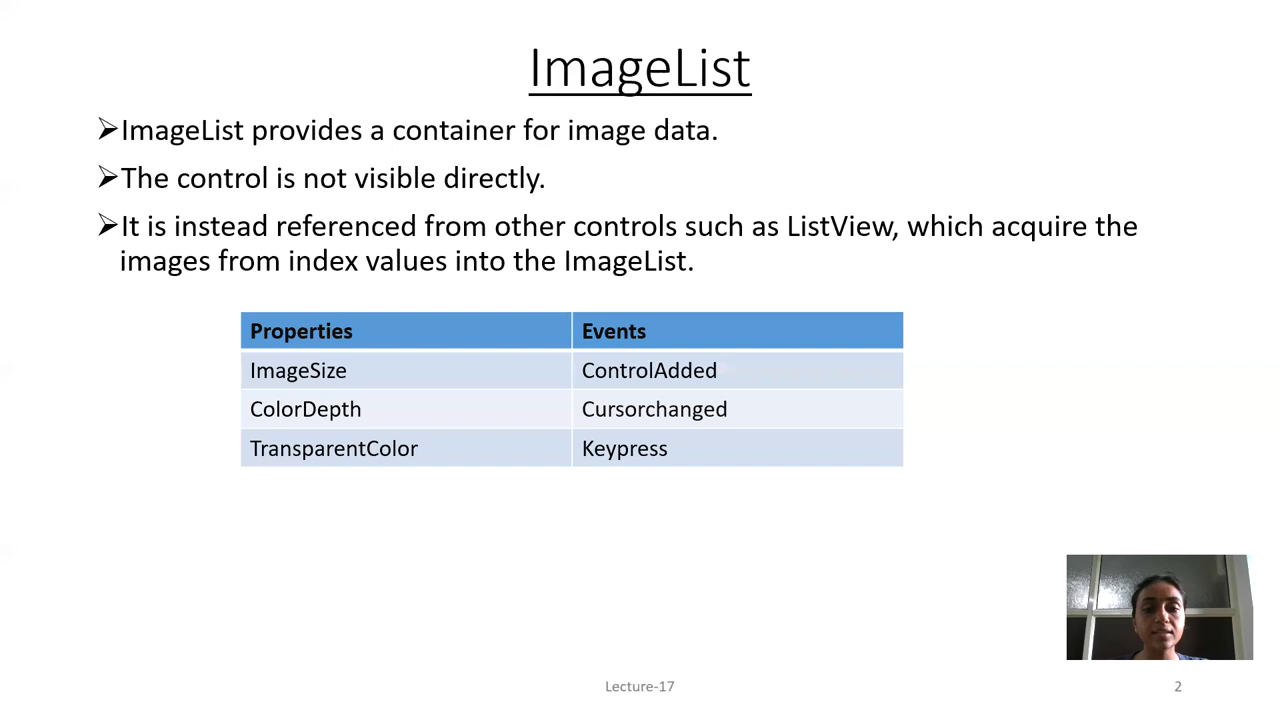 ImageList
➢ImageList provides a container for image data.
➢The control is not visible directly.
➢It is instead referenced from other controls such as ListView, which acquire the
images from index values into the ImageList.
Properties Events
ImageSize ControlAdded
ColorDepth Cursorchanged
TransparentColor Keypress
Lecture-17 2